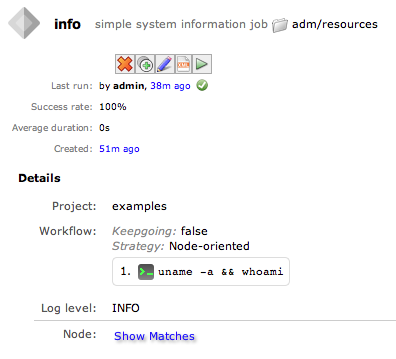 info simple system information job adm/resources
XML
Last run: by admin, 38m ago
Success rate: 100%
Average duration: 0s
Created: 51m ago
Details
Project: examples
Workflow: Keepgoing: false
Strategy: Node-oriented
1. uname -a && whoami
Log level: INFO
Node: Show Matches